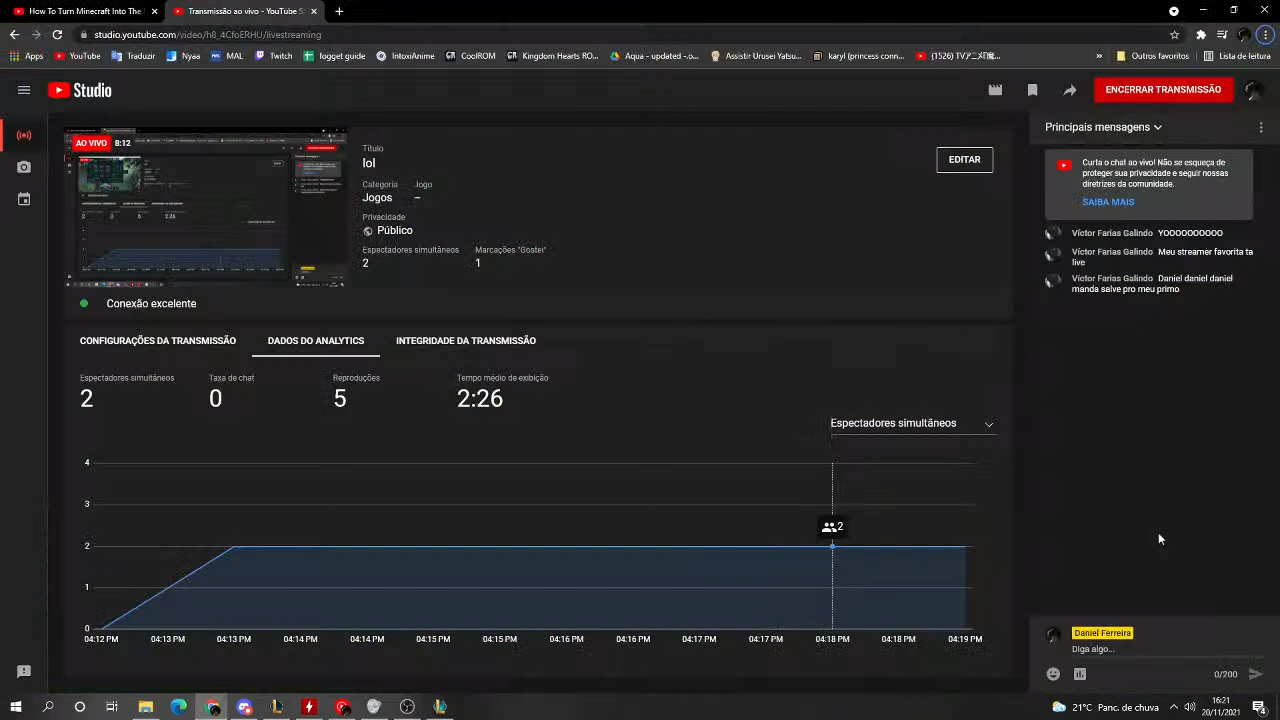 How To Turn Minecraft Into The
Transmissão ao vivo - YouTube S
studio.youtube.com/video/h8_4CfoERHU/livestreaming
Apps
YouTube
Traduzir
Nyaa
MAL
Twitch
fogget guide
IntoxiAnime
CoolROM
Kingdom Hearts RO...
Aqua - updated -...
Assistir Urusei Yatsu...
karyl (princess conn...
Outros favoritos
Lista de leitura
Studio
ENCERRAR TRANSMISSÃO
AO VIVO 8:12
Título
lol
Categoria
Jogo
Jogos
–
Privacidade
Público
Espectadores simultâneos
Marcações "Gostei"
2
1
EDITAR
Conexão excelente
CONFIGURAÇÕES DA TRANSMISSÃO
DADOS DO ANALYTICS
INTEGRIDADE DA TRANSMISSÃO
Espectadores simultâneos
Taxa de chat
Reproduções
Tempo médio de exibição
2
0
5
2:26
Espectadores simultâneos
4
3
2
2
1
0
04:12 PM 04:13 PM 04:13 PM 04:14 PM 04:14 PM 04:15 PM 04:15 PM 04:16 PM 04:16 PM 04:17 PM 04:17 PM 04:18 PM 04:18 PM 04:19 PM
Principais mensagens
Curta o chat ao vivo! Não se esqueça de
proteger sua privacidade e seguir nossas
diretrizes da comunidade.
SAIBA MAIS
Víctor Farias Galindo YOOOOOOOOO
Víctor Farias Galindo Meu streamer favorita ta
live
Víctor Farias Galindo Daniel daniel daniel
manda salve pro meu primo
Daniel Ferreira
Diga algo...
0/200
21°C Panc. de chuva
16:21
20/11/2021